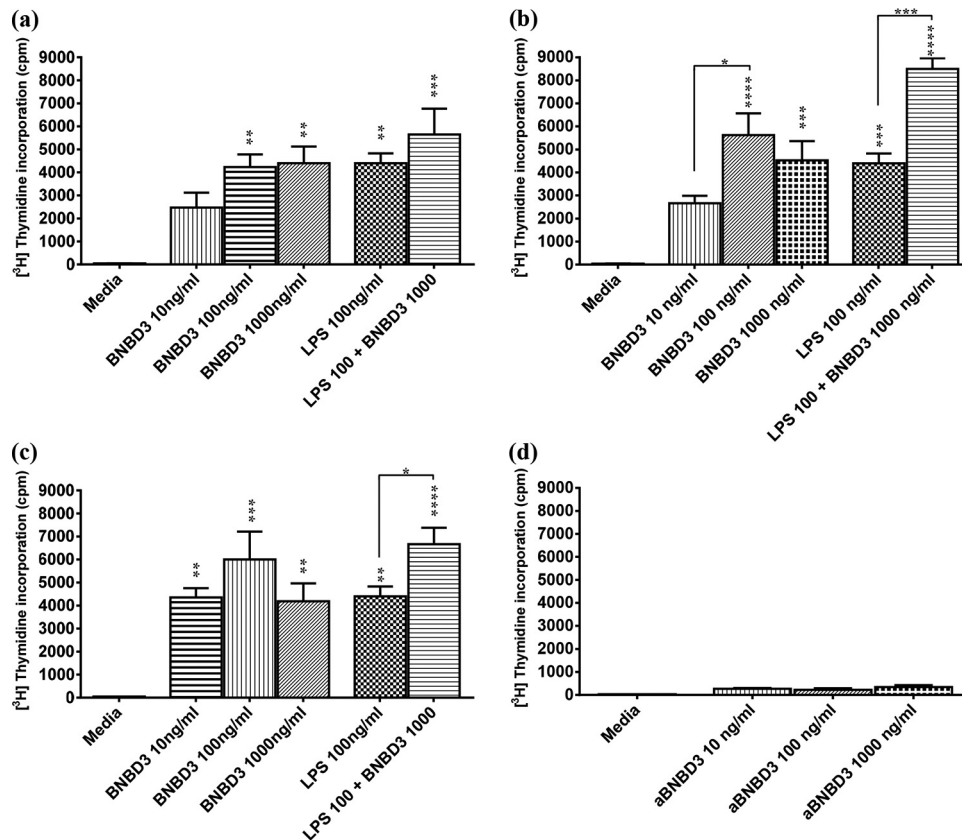 (a)
[³H] Thymidine incorporation (cpm)
9000
8000
7000
6000
5000
4000
3000
2000
1000
0
**
**
**
***
Media
BNBD3 10ng/ml
BNBD3 100ng/ml
BNBD3 1000ng/ml
LPS 100ng/ml
LPS 100 + BNBD3 1000
(b)
[³H] Thymidine incorporation (cpm)
9000
8000
7000
6000
5000
4000
3000
2000
1000
0
*
****
***
***
***
****
Media
BNBD3 10 ng/ml
BNBD3 100 ng/ml
BNBD3 1000 ng/ml
LPS 100 ng/ml
LPS 100 + BNBD3 1000 ng/ml
(c)
[³H] Thymidine incorporation (cpm)
9000
8000
7000
6000
5000
4000
3000
2000
1000
0
**
***
**
**
*
****
Media
BNBD3 10ng/ml
BNBD3 100ng/ml
BNBD3 1000ng/ml
LPS 100ng/ml
LPS 100 + BNBD3 1000
(d)
[³H] Thymidine incorporation (cpm)
9000
8000
7000
6000
5000
4000
3000
2000
1000
0
Media
aBNBD3 10 ng/ml
aBNBD3 100 ng/ml
aBNBD3 1000 ng/ml